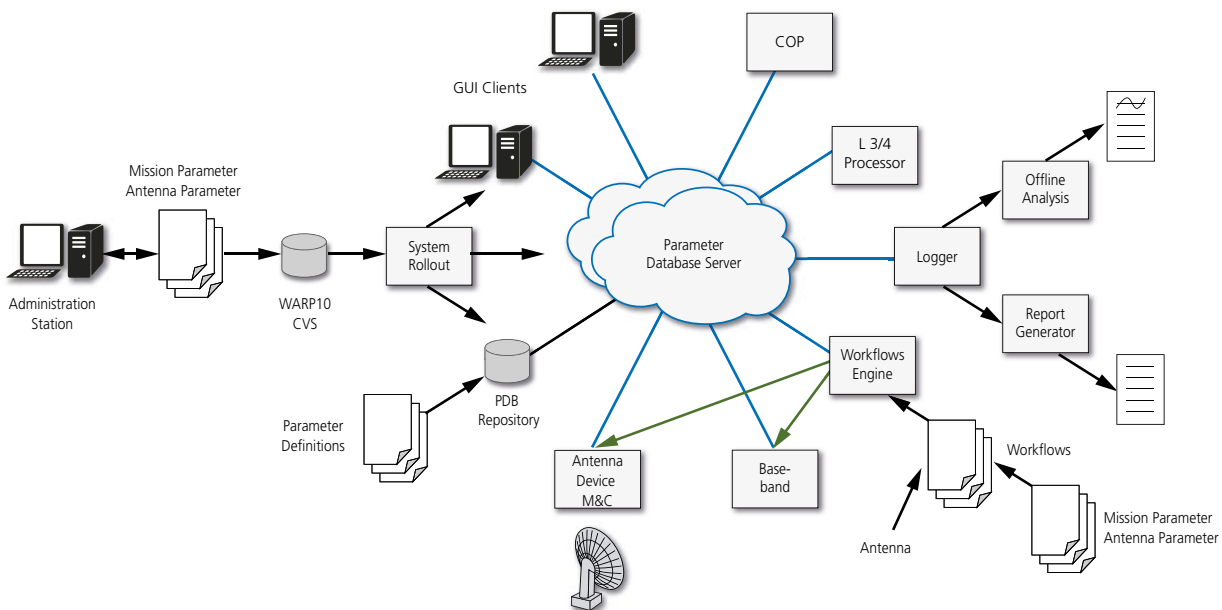 COP
GUI Clients
L 3/4
Processor
Mission Parameter
Antenna Parameter
Offline
Analysis
System
Rollout
Parameter
Database Server
Logger
Administration
Station
WARP10
CVS
Report
Generator
Workflows
Engine
PDB
Repository
Parameter
Definitions
Antenna
Device
M&C
Base-
band
Workflows
Antenna
Mission Parameter
Antenna Parameter